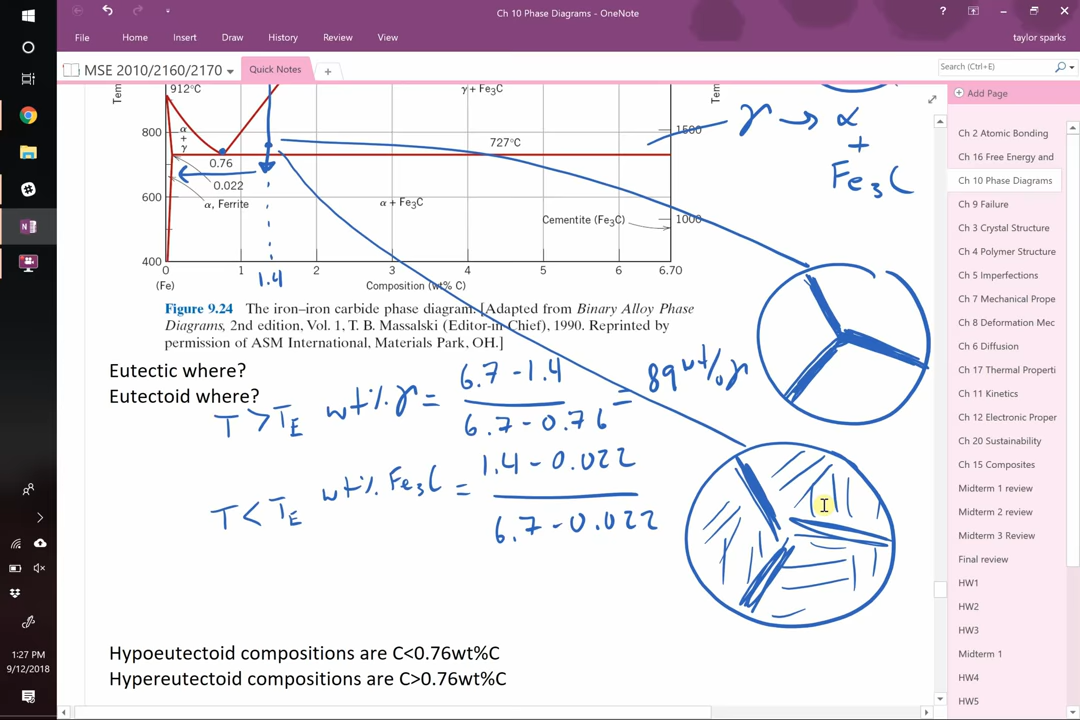 Ch 10 Phase Diagrams - OneNote
?
File Home Insert Draw History Review View
taylor sparks
MSE 2010/2160/2170
Quick Notes
+
Search (Ctrl+E)
Add Page
Ch 2 Atomic Bonding
Ch 16 Free Energy and
Ch 10 Phase Diagrams
Ch 9 Failure
Ch 3 Crystal Structure
Ch 4 Polymer Structure
Ch 5 Imperfections
Ch 7 Mechanical Prope
Ch 8 Deformation Mec
Ch 6 Diffusion
Ch 17 Thermal Properti
Ch 11 Kinetics
Ch 12 Electronic Proper
Ch 20 Sustainability
Ch 15 Composites
Midterm 1 review
Midterm 2 review
Midterm 3 Review
Final review
HW1
HW2
HW3
Midterm 1
HW4
HW5
912°C
γ + Fe3C
Tem
Tem
800
α
+
γ
0.76
727°C
1500
γ → α
+
Fe3C
0.022
600
α, Ferrite
α + Fe3C
Cementite (Fe3C)
1000
400
0 1 2 3 4 5 6 6.70
(Fe)
1.4
Composition (wt% C)
Figure 9.24 The iron–iron carbide phase diagram. [Adapted from Binary Alloy Phase
Diagrams, 2nd edition, Vol. 1, T. B. Massalski (Editor-in-Chief), 1990. Reprinted by
permission of ASM International, Materials Park, OH.]
Eutectic where?
Eutectoid where?
T > TE wt% γ = 6.7 - 1.4
6.7 - 0.76
= 89 wt% γ
T < TE wt% Fe3C = 1.4 - 0.022
6.7 - 0.022
Hypoeutectoid compositions are C<0.76wt%C
Hypereutectoid compositions are C>0.76wt%C
1:27 PM
9/12/2018